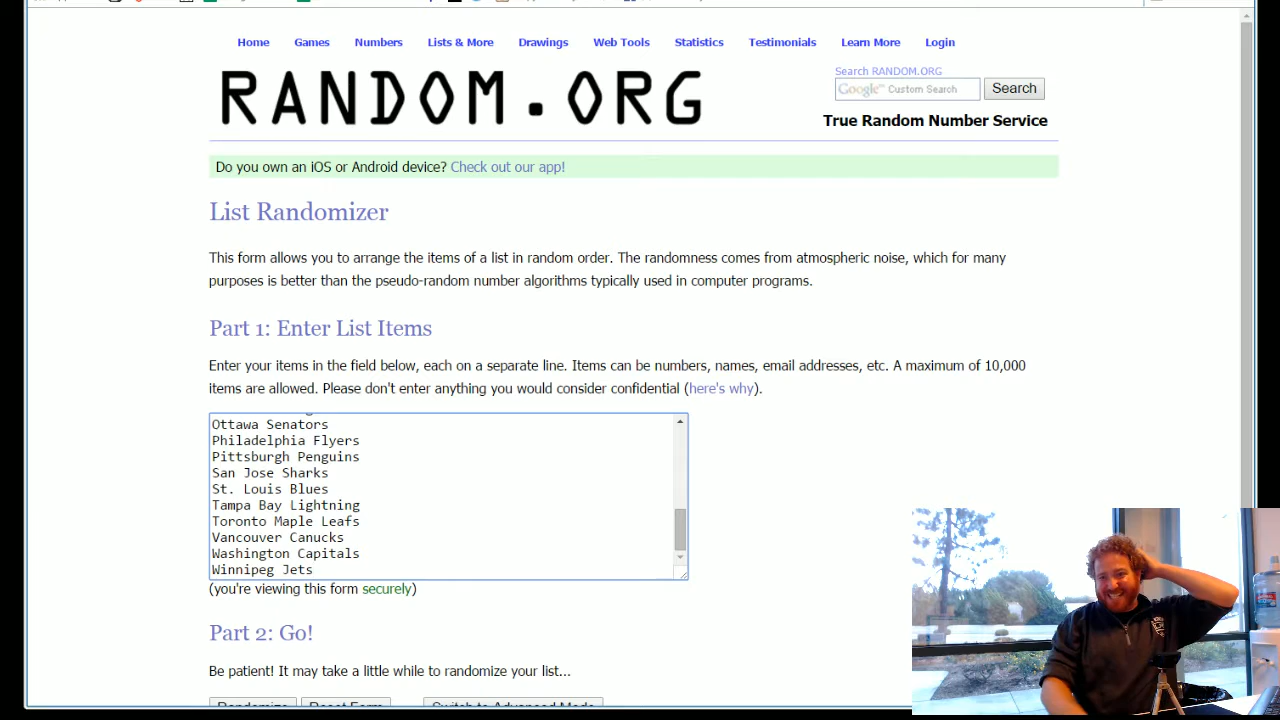 Home Games Numbers Lists & More Drawings Web Tools Statistics Testimonials Learn More Login
RANDOM.ORG
Search RANDOM.ORG
Google™ Custom Search Search
True Random Number Service
Do you own an iOS or Android device? Check out our app!
List Randomizer
This form allows you to arrange the items of a list in random order. The randomness comes from atmospheric noise, which for many
purposes is better than the pseudo-random number algorithms typically used in computer programs.
Part 1: Enter List Items
Enter your items in the field below, each on a separate line. Items can be numbers, names, email addresses, etc. A maximum of 10,000
items are allowed. Please don't enter anything you would consider confidential (here's why).
Ottawa Senators
Philadelphia Flyers
Pittsburgh Penguins
San Jose Sharks
St. Louis Blues
Tampa Bay Lightning
Toronto Maple Leafs
Vancouver Canucks
Washington Capitals
Winnipeg Jets
(you're viewing this form securely)
Part 2: Go!
Be patient! It may take a little while to randomize your list...
Randomize Reset Form Switch to Advanced Mode